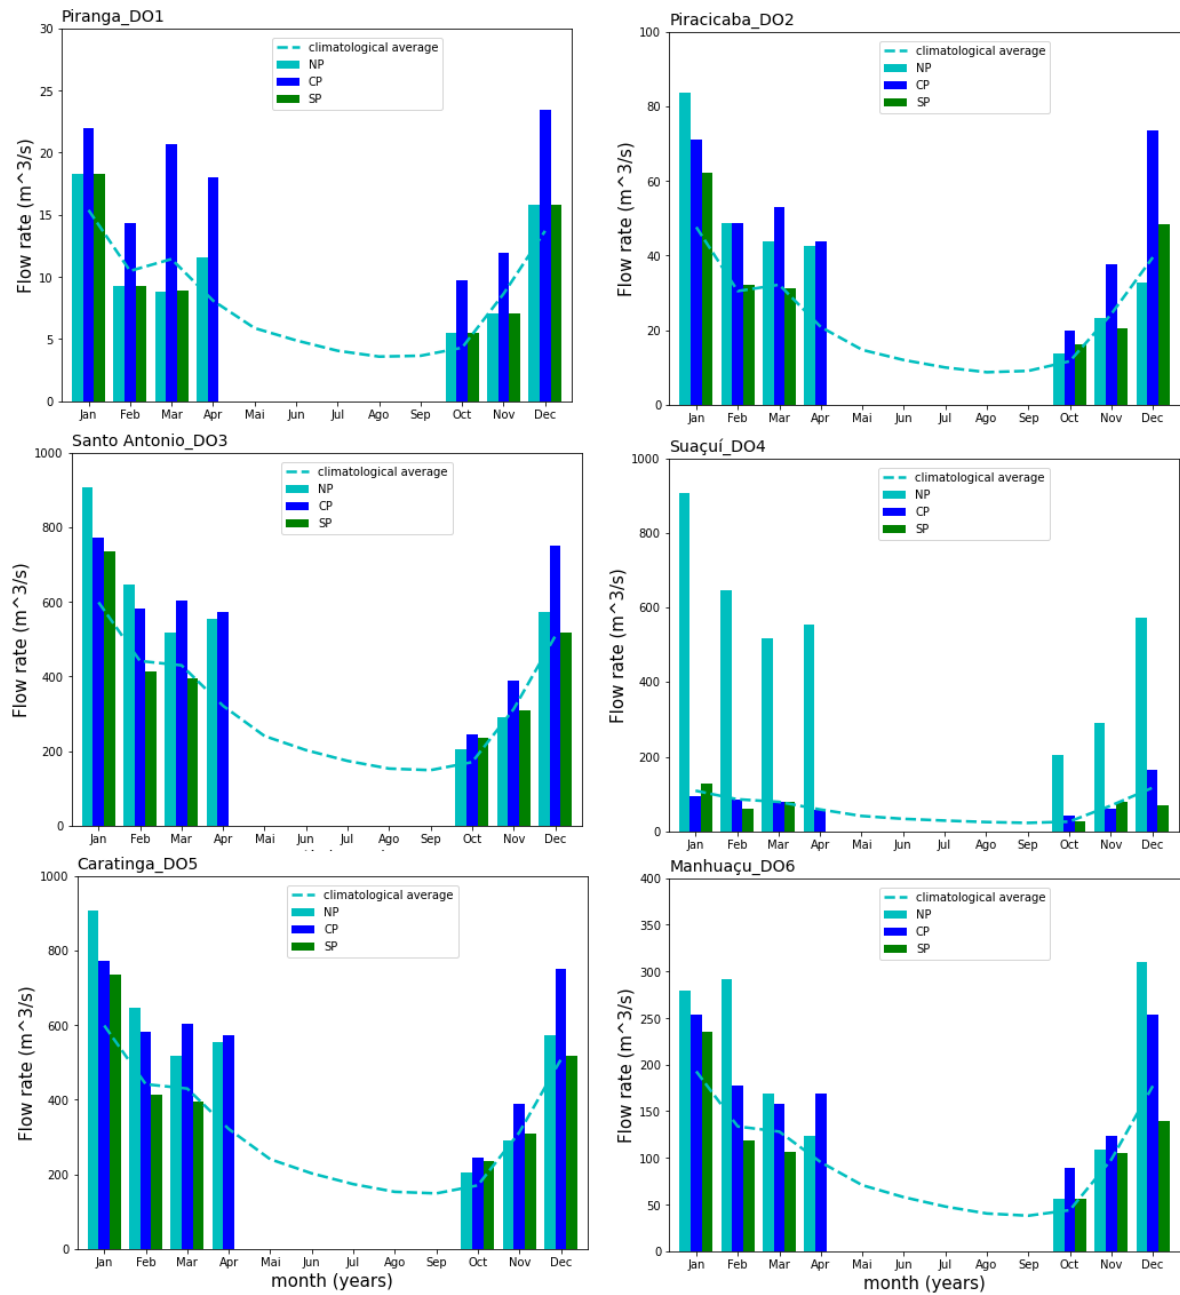 Piranga_DO1
30
25
20
15
10
5
0
Flow rate (m^3/s)
climatológical average
NP
CP
SP
Jan Feb Mar Apr Mai Jun Jul Ago Sep Oct Nov Dec
Piracicaba_DO2
100
80
60
40
20
0
Flow rate (m^3/s)
climatológical average
NP
CP
SP
Jan Feb Mar Apr Mai Jun Jul Ago Sep Oct Nov Dec
Santo Antonio_DO3
1000
800
600
400
200
0
Flow rate (m^3/s)
climatológical average
NP
CP
SP
Jan Feb Mar Apr Mai Jun Jul Ago Sep Oct Nov Dec
Suaçuí_DO4
1000
800
600
400
200
0
Flow rate (m^3/s)
climatológical average
NP
CP
SP
Jan Feb Mar Apr Mai Jun Jul Ago Sep Oct Nov Dec
Caratinga_DO5
1000
800
600
400
200
0
Flow rate (m^3/s)
climatológical average
NP
CP
SP
Jan Feb Mar Apr Mai Jun Jul Ago Sep Oct Nov Dec
month (years)
Manhuaçu_DO6
400
350
300
250
200
150
100
50
0
Flow rate (m^3/s)
climatológical average
NP
CP
SP
Jan Feb Mar Apr Mai Jun Jul Ago Sep Oct Nov Dec
month (years)